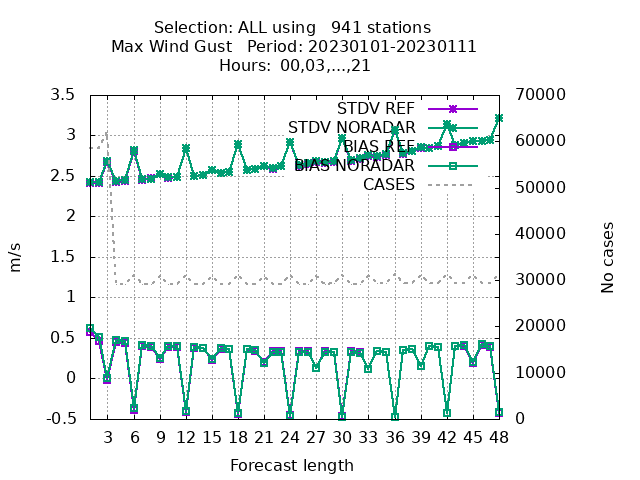 Selection: ALL using   941 stations
Max Wind Gust   Period: 20230101-20230111
Hours:  00,03,...,21
3.5
3
2.5
2
1.5
1
0.5
0
-0.5
m/s
STDV REF
STDV NORADAR
BIAS REF
BIAS NORADAR
CASES
70000
60000
50000
40000
30000
20000
10000
0
No cases
3 6 9 12 15 18 21 24 27 30 33 36 39 42 45 48
Forecast length